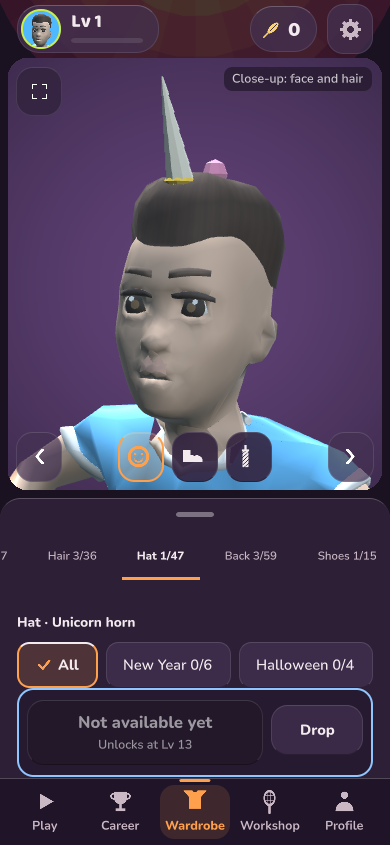 Lv 1
0
Close-up: face and hair
7
Hair 3/36
Hat 1/47
Back 3/59
Shoes 1/15
Hat · Unicorn horn
All
New Year 0/6
Halloween 0/4
Not available yet
Unlocks at Lv 13
Drop
Play
Career
Wardrobe
Workshop
Profile